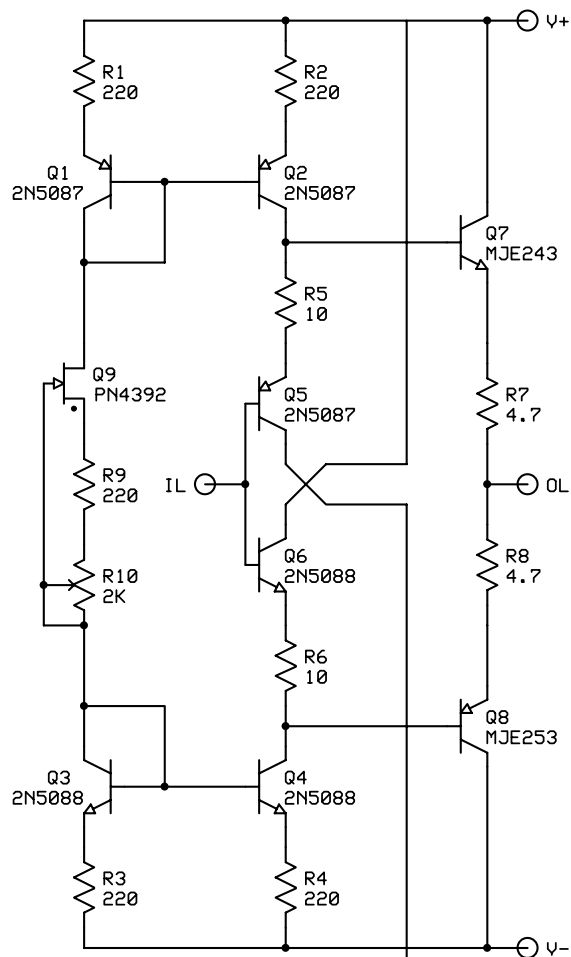 V+
R1
220
R2
220
Q1
2N5087
Q2
2N5087
Q7
MJE243
R5
10
Q9
PN4392
Q5
2N5087
R7
4.7
R9
220
IL
OL
Q6
2N5088
R8
4.7
R10
2K
R6
10
Q8
MJE253
Q3
2N5088
Q4
2N5088
R3
220
R4
220
V-